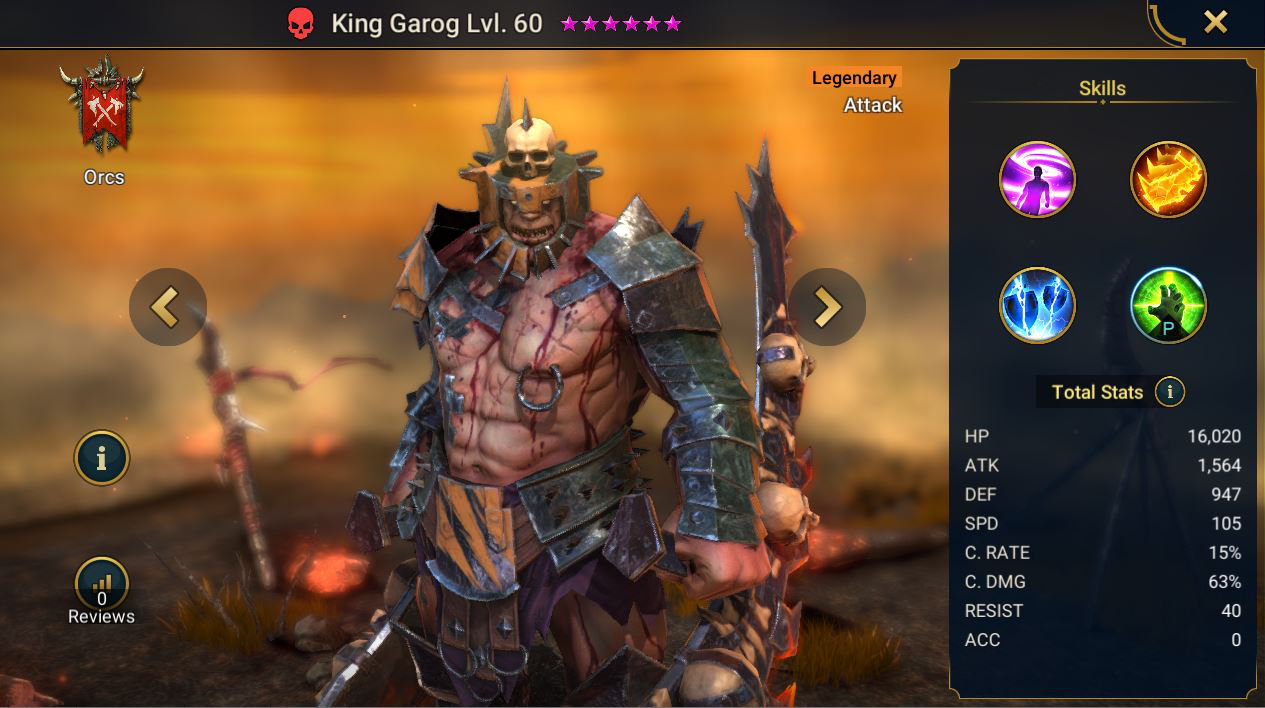 King Garog Lvl. 60
Orcs
Legendary
Attack
i
0
Reviews
Skills
P
Total Stats i
HP 16,020
ATK 1,564
DEF 947
SPD 105
C. RATE 15%
C. DMG 63%
RESIST 40
ACC 0